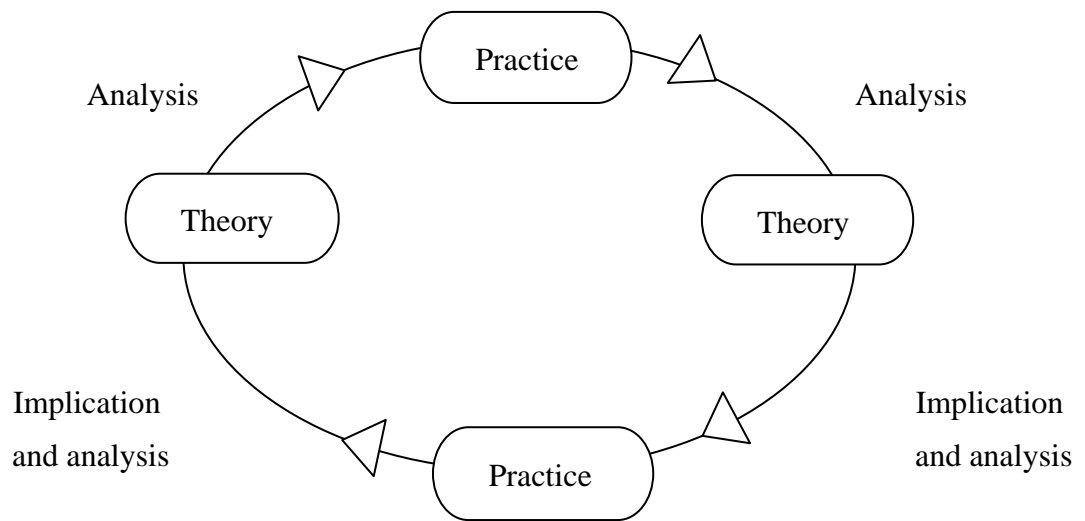 Practice
Analysis
Analysis
Theory
Theory
Implication
and analysis
Implication
and analysis
Practice